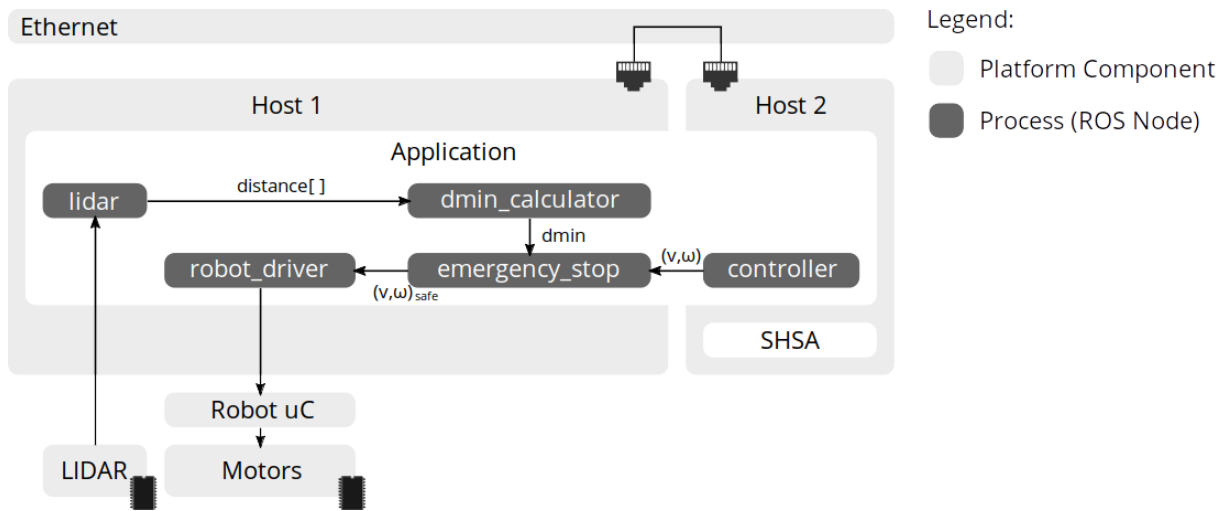 Ethernet
Legend:
Platform Component
Process (ROS Node)
Host 1
Host 2
Application
lidar
distance[ ]
dmin_calculator
dmin
robot_driver
(v,ω)safe
emergency_stop
(v,ω)
controller
SHSA
Robot uC
LIDAR
Motors